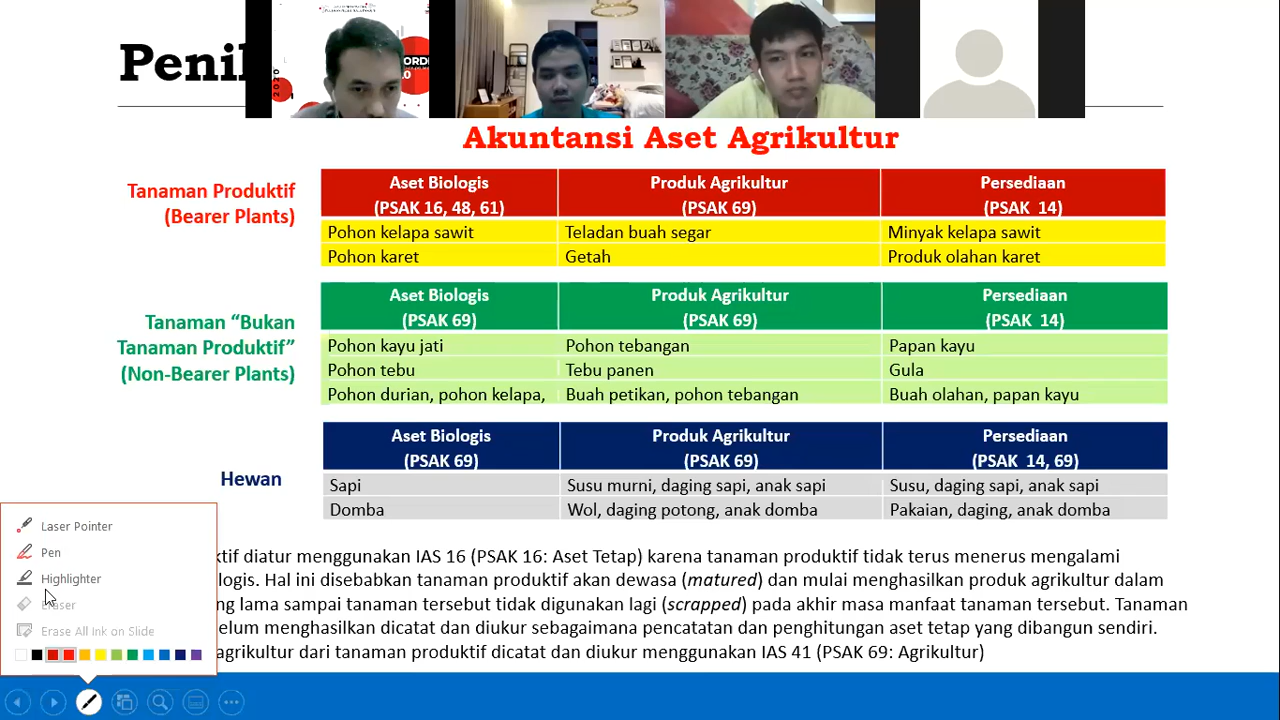 Penil
ORD
2020
Akuntansi Aset Agrikultur
Tanaman Produktif
(Bearer Plants)
Aset Biologis
(PSAK 16, 48, 61)
Produk Agrikultur
(PSAK 69)
Persediaan
(PSAK 14)
Pohon kelapa sawit
Teladan buah segar
Minyak kelapa sawit
Pohon karet
Getah
Produk olahan karet
Tanaman “Bukan
Tanaman Produktif”
(Non-Bearer Plants)
Aset Biologis
(PSAK 69)
Produk Agrikultur
(PSAK 69)
Persediaan
(PSAK 14)
Pohon kayu jati
Pohon tebangan
Papan kayu
Pohon tebu
Tebu panen
Gula
Pohon durian, pohon kelapa,
Buah petikan, pohon tebangan
Buah olahan, papan kayu
Hewan
Aset Biologis
(PSAK 69)
Produk Agrikultur
(PSAK 69)
Persediaan
(PSAK 14, 69)
Sapi
Susu murni, daging sapi, anak sapi
Susu, daging sapi, anak sapi
Domba
Wol, daging potong, anak domba
Pakaian, daging, anak domba
ktif diatur menggunakan IAS 16 (PSAK 16: Aset Tetap) karena tanaman produktif tidak terus menerus mengalami
logis. Hal ini disebabkan tanaman produktif akan dewasa (matured) dan mulai menghasilkan produk agrikultur dalam
ng lama sampai tanaman tersebut tidak digunakan lagi (scrapped) pada akhir masa manfaat tanaman tersebut. Tanaman
elum menghasilkan dicatat dan diukur sebagaimana pencatatan dan penghitungan aset tetap yang dibangun sendiri.
agrikultur dari tanaman produktif dicatat dan diukur menggunakan IAS 41 (PSAK 69: Agrikultur)
Laser Pointer
Pen
Highlighter
Eraser
Erase All Ink on Slide